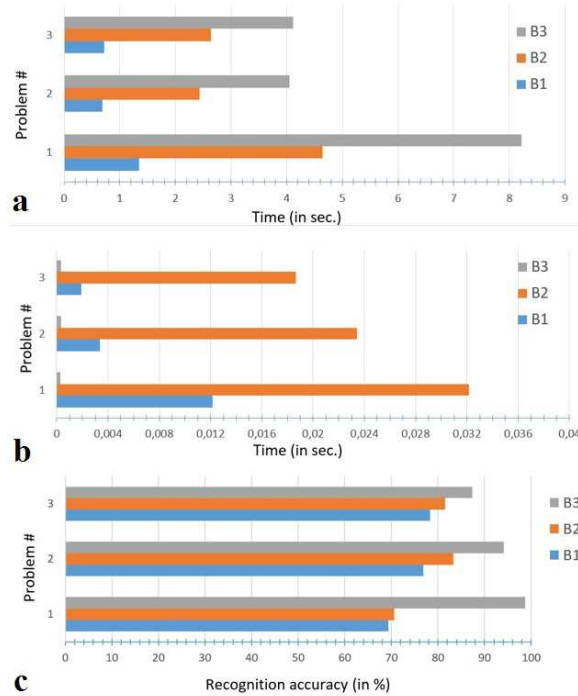 3
2
1
Problem #
B3
B2
B1
0 1 2 3 4 5 6 7 8 9
a
Time (in sec.)
3
2
1
Problem #
B3
B2
B1
0 0,004 0,008 0,012 0,016 0,02 0,024 0,028 0,032 0,036 0,04
b
Time (in sec.)
3
2
1
Problem #
B3
B2
B1
0 10 20 30 40 50 60 70 80 90 100
c
Recognition accuracy (in %)